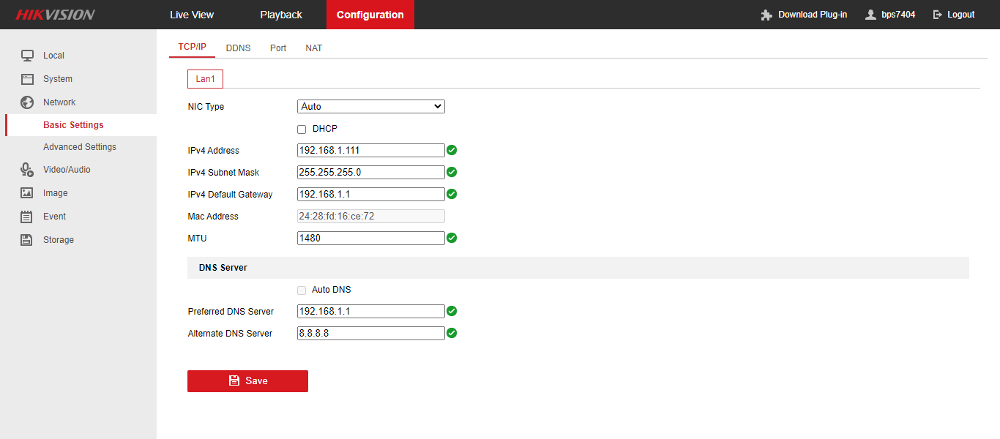 HIKVISION Live View Playback Configuration Download Plug-in bps7404 Logout
Local
System
Network
Basic Settings
Advanced Settings
Video/Audio
Image
Event
Storage
TCP/IP DDNS Port NAT
Lan1
NIC Type Auto
DHCP
IPv4 Address 192.168.1.111
IPv4 Subnet Mask 255.255.255.0
IPv4 Default Gateway 192.168.1.1
Mac Address 24:28:fd:16:ce:72
MTU 1480
DNS Server
Auto DNS
Preferred DNS Server 192.168.1.1
Alternate DNS Server 8.8.8.8
Save